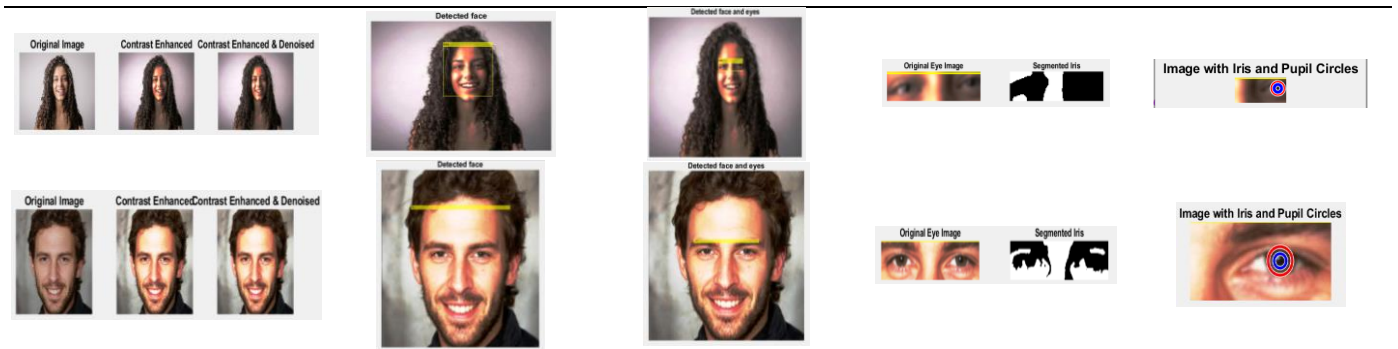 Original Image
Contrast Enhanced
Contrast Enhanced & Denoised
Detected face
Detected face and eyes
Original Eye Image
Segmented Iris
Image with Iris and Pupil Circles
Original Image
Contrast Enhanced
Contrast Enhanced & Denoised
Detected face
Detected face and eyes
Original Eye Image
Segmented Iris
Image with Iris and Pupil Circles